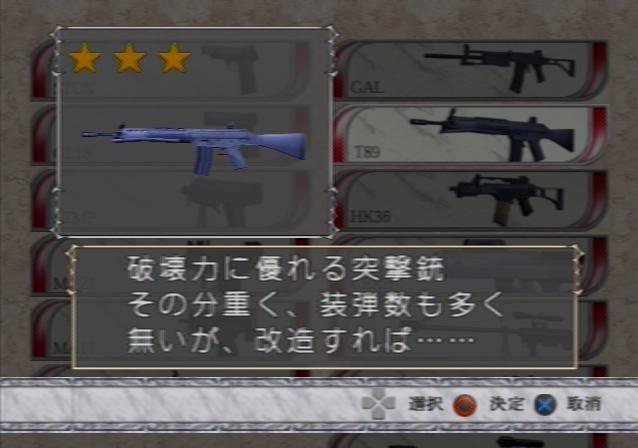 GAL
T89
HK36
破壊力に優れる突撃銃
その分重く、装弾数も多く
無いが、改造すれば……
選択 決定 取消